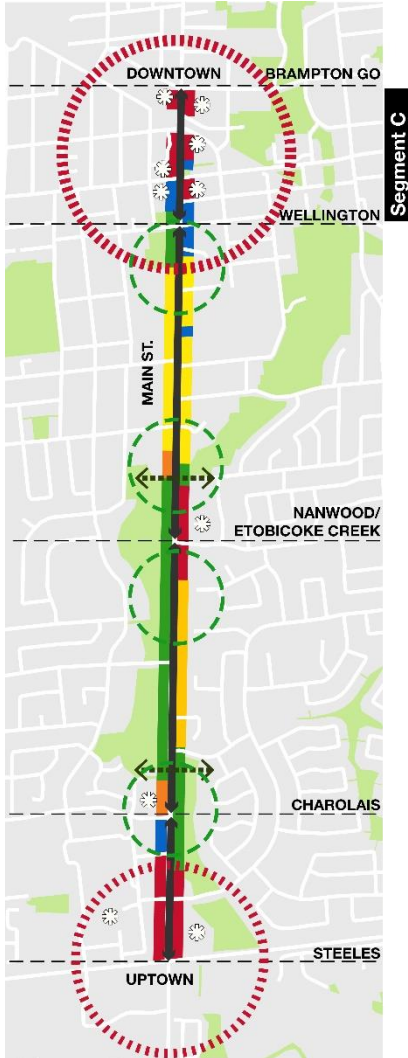 DOWNTOWN
BRAMPTON GO
Segment C
WELLINGTON
MAIN ST.
NANWOOD/
ETOBICOKE CREEK
CHAROLAIS
STEELES
UPTOWN